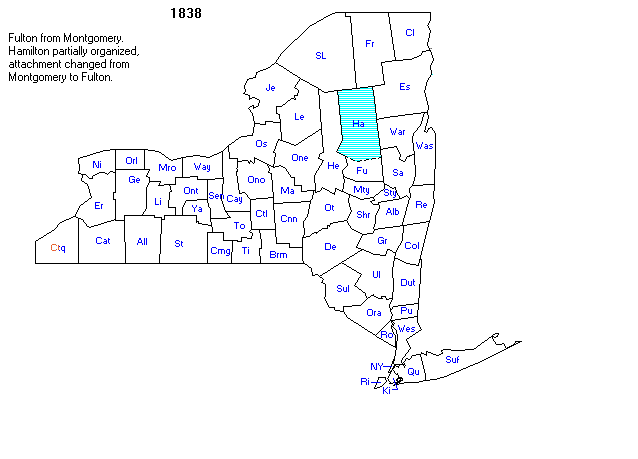 1838
Fulton from Montgomery.
Hamilton partially organized,
attachment changed from
Montgomery to Fulton.
Cl
Fr
SL
Es
Je
Le
Ha
War
Was
Os
One
He
Fu
Sa
Ni
Orl
Mro
Way
Ge
Ono
Ma
Mty
Sty
Er
Li
Ont
Sen
Cay
Ya
Ctl
Cnn
Ot
Shr
Alb
Re
To
Ctq
Cat
All
St
Cmg
Ti
Brm
De
Gr
Col
Ul
Sul
Dut
Ora
Pu
Ro
Wes
Suf
NY
Qu
Ri
Ki